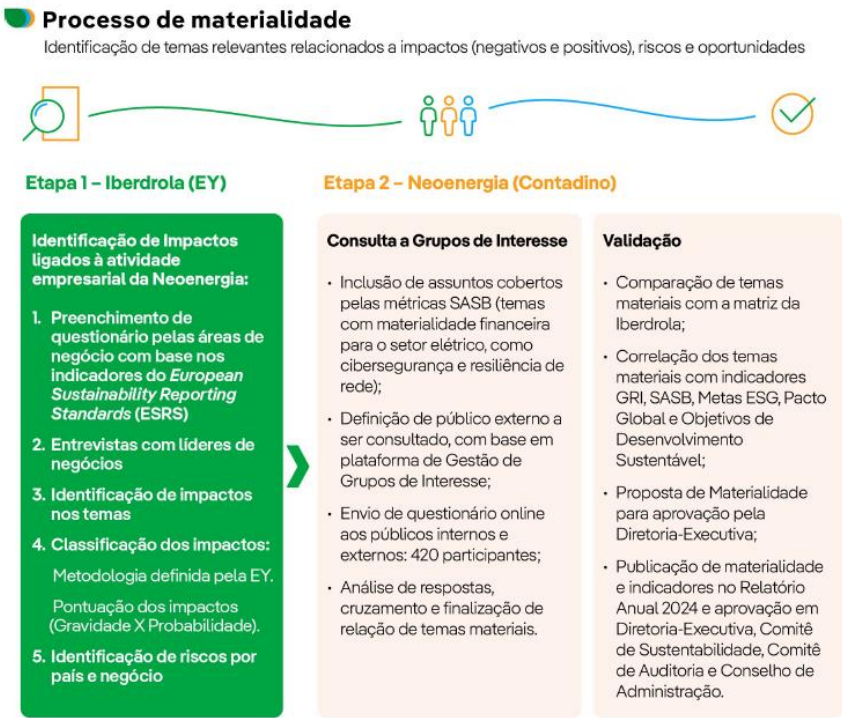 Processo de materialidade
Identificação de temas relevantes relacionados a impactos (negativos e positivos), riscos e oportunidades
Etapa 1 – Iberdrola (EY)
Identificação de Impactos
ligados à atividade
empresarial da Neoenergia:
1. Preenchimento de
questionário pelas áreas de
negócio com base nos
indicadores do European
Sustainability Reporting
Standards (ESRS)
2. Entrevistas com líderes de
negócios
3. Identificação de impactos
nos temas
4. Classificação dos impactos:
Metodologia definida pela EY.
Pontuação dos impactos
(Gravidade X Probabilidade).
5. Identificação de riscos por
país e negócio
Etapa 2 – Neoenergia (Contadino)
Consulta a Grupos de Interesse
• Inclusão de assuntos cobertos
pelas métricas SASB (temas
com materialidade financeira
para o setor elétrico, como
cibersegurança e resiliência de
rede);
• Definição de público externo a
ser consultado, com base em
plataforma de Gestão de
Grupos de Interesse;
• Envio de questionário online
aos públicos internos e
externos: 420 participantes;
• Análise de respostas,
cruzamento e finalização de
relação de temas materiais.
Validação
• Comparação de temas
materiais com a matriz da
Iberdrola;
• Correlação dos temas
materiais com indicadores
GRI, SASB, Metas ESG, Pacto
Global e Objetivos de
Desenvolvimento
Sustentável;
• Proposta de Materialidade
para aprovação pela
Diretoria-Executiva;
• Publicação de materialidade
e indicadores no Relatório
Anual 2024 e aprovação em
Diretoria-Executiva, Comitê
de Sustentabilidade, Comitê
de Auditoria e Conselho de
Administração.